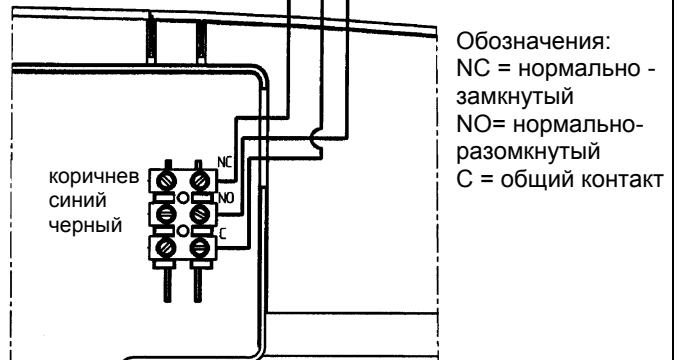 Обозначения:
NC = нормально -
замкнутый
NO= нормально-
разомкнутый
C = общий контакт
NC
коричнев
NO
синий
C
черный